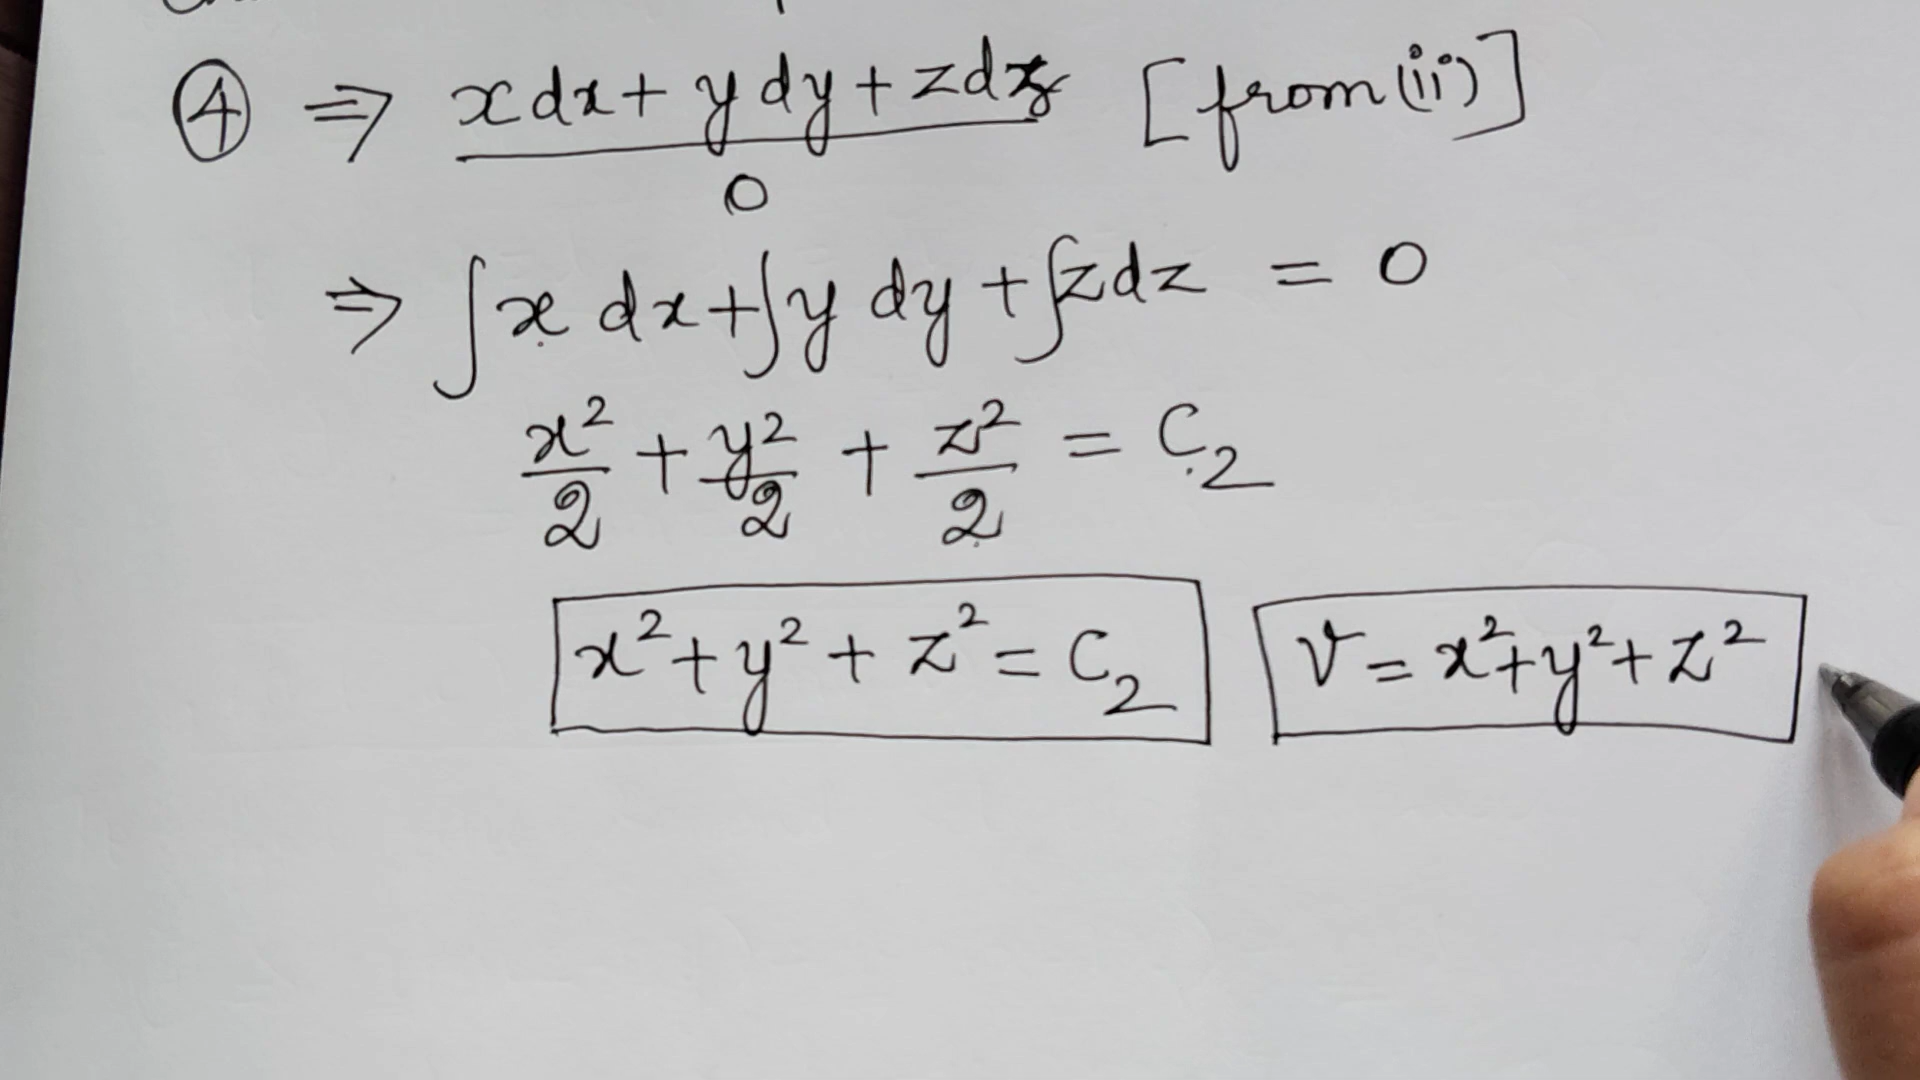 ④ ⇒ x dx + y dy + z dz / 0 [from (ii)]
⇒ ∫x dx + ∫y dy + ∫z dz = 0
x²/2 + y²/2 + z²/2 = C₂
x² + y² + z² = C₂
v = x² + y² + z²